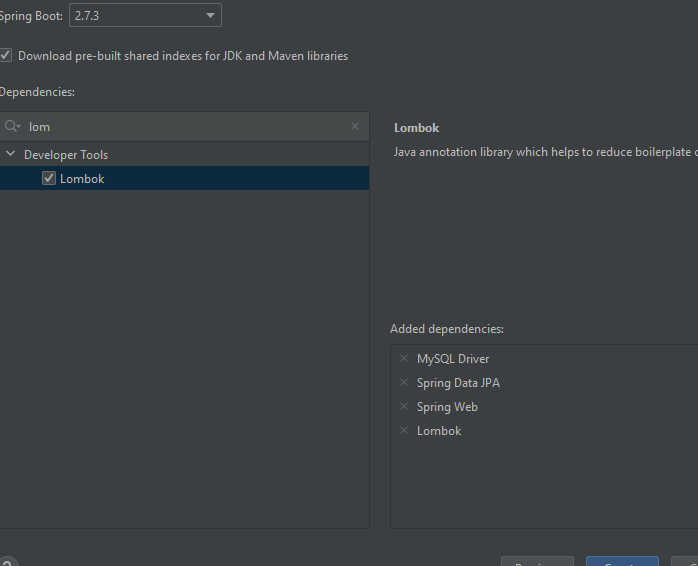 Spring Boot: 2.7.3
Download pre-built shared indexes for JDK and Maven libraries
Dependencies:
lom
Developer Tools
Lombok
Lombok
Java annotation library which helps to reduce boilerplate
Added dependencies:
MySQL Driver
Spring Data JPA
Spring Web
Lombok
?